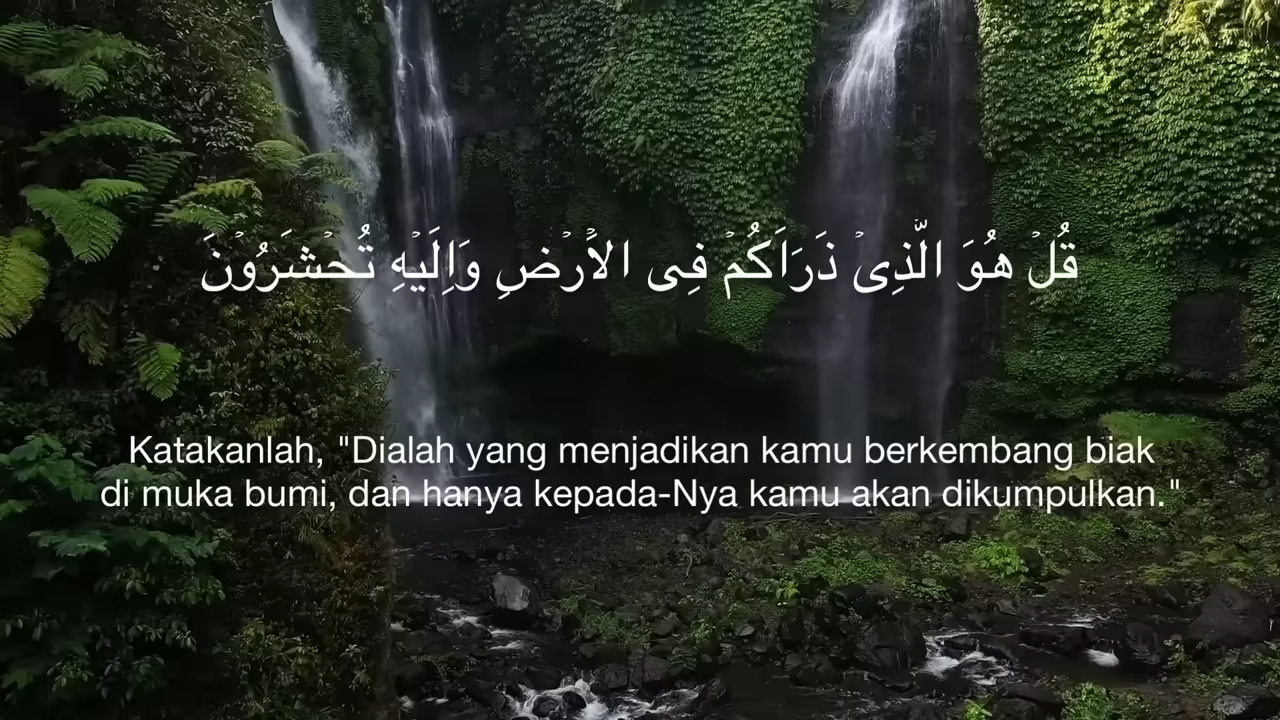 قُلْ هُوَ الَّذِيْ ذَرَاَكُمْ فِى الْاَرْضِ وَاِلَيْهِ تُحْشَرُوْنَ
Katakanlah, "Dialah yang menjadikan kamu berkembang biak
di muka bumi, dan hanya kepada-Nya kamu akan dikumpulkan."